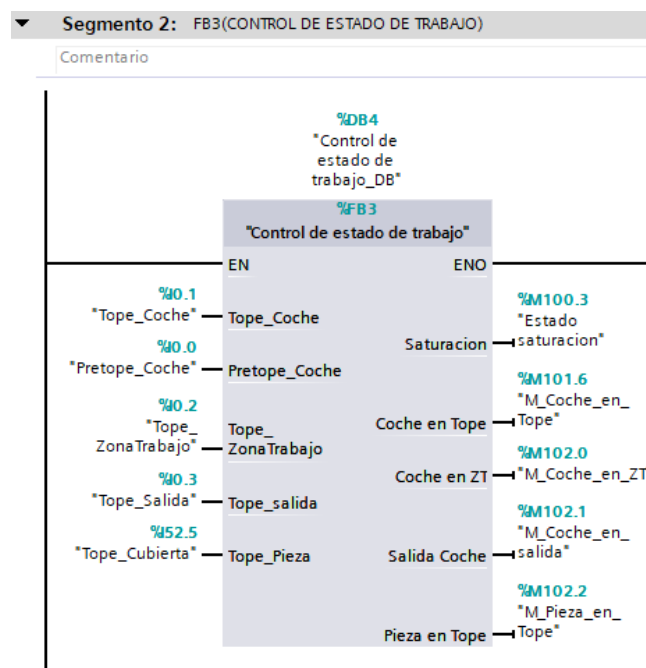 Segmento 2: FB3(CONTROL DE ESTADO DE TRABAJO)
Comentario
%DB4
"Control de
estado de
trabajo_DB"
%FB3
"Control de estado de trabajo"
EN
ENO
%I0.1
"Tope_Coche"
Tope_Coche
%I0.0
"Pretope_Coche"
Pretope_Coche
%I0.2
"Tope_
ZonaTrabajo"
Tope_
ZonaTrabajo
%I0.3
"Tope_Salida"
Tope_salida
%I52.5
"Tope_Cubierta"
Tope_Pieza
Saturacion
%M100.3
"Estado
saturacion"
Coche en Tope
%M101.6
"M_Coche_en_
Tope"
Coche en ZT
%M102.0
"M_Coche_en_ZT
Salida Coche
%M102.1
"M_Coche_en_
salida"
Pieza en Tope
%M102.2
"M_Pieza_en_
Tope"